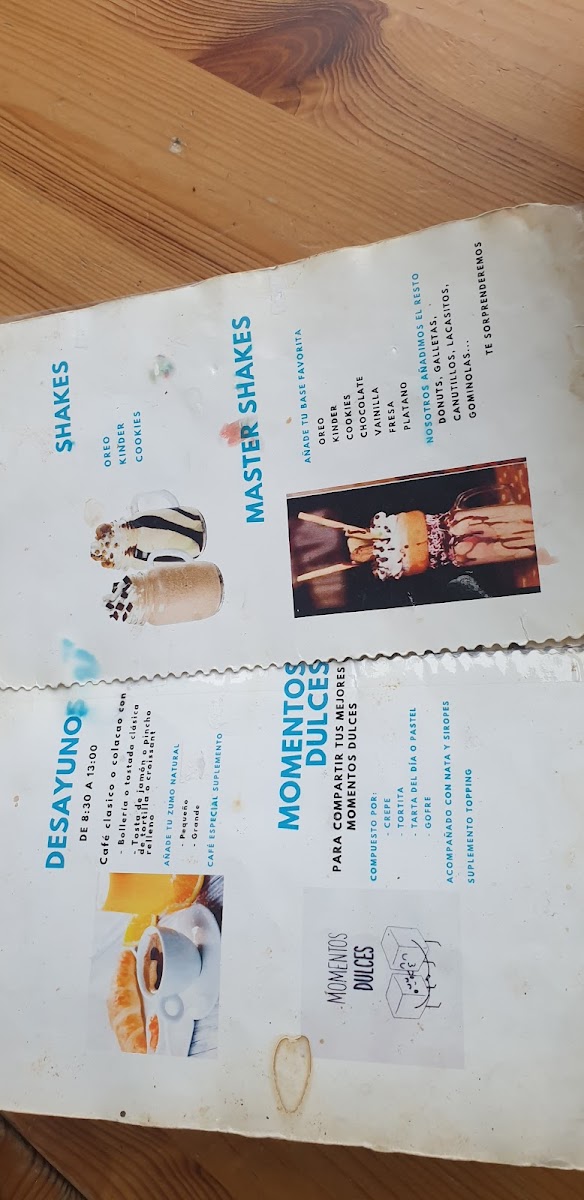 DESAYUNOS
DE 8:30 A 13:00
Café clasico o colacao con
- Bollería o tostada clásica
- Tosta de jamón o Pincho
de tortilla o croissant
relleno
AÑADE TU ZUMO NATURAL
- Pequeño
- Grande
CAFÉ ESPECIAL SUPLEMENTO
MOMENTOS
DULCES
PARA COMPARTIR TUS MEJORES
MOMENTOS DULCES
COMPUESTO POR:
- CREPE
- TORTITA
- TARTA DEL DÍA O PASTEL
- GOFRE
ACOMPAÑADO CON NATA Y SIROPES
SUPLEMENTO TOPPING
MOMENTOS
DULCES
SHAKES
OREO
KINDER
COOKIES
MASTER SHAKES
AÑADE TU BASE FAVORITA
OREO
KINDER
COOKIES
CHOCOLATE
VAINILLA
FRESA
PLATANO
NOSOTROS AÑADIMOS EL RESTO
DONUTS, GALLETAS,
CANUTILLOS, LACASITOS,
GOMINOLAS...
TE SORPRENDEREMOS